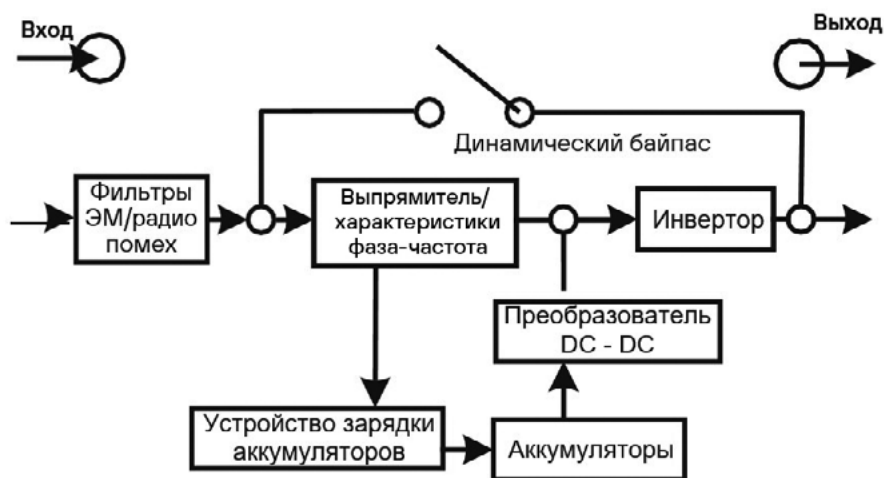 Вход
Выход
Динамический байпас
Фильтры
ЭМ/радио
помех
Выпрямитель/
характеристики
фаза-частота
Инвертор
Преобразователь
DC - DC
Устройство зарядки
аккумуляторов
Аккумуляторы